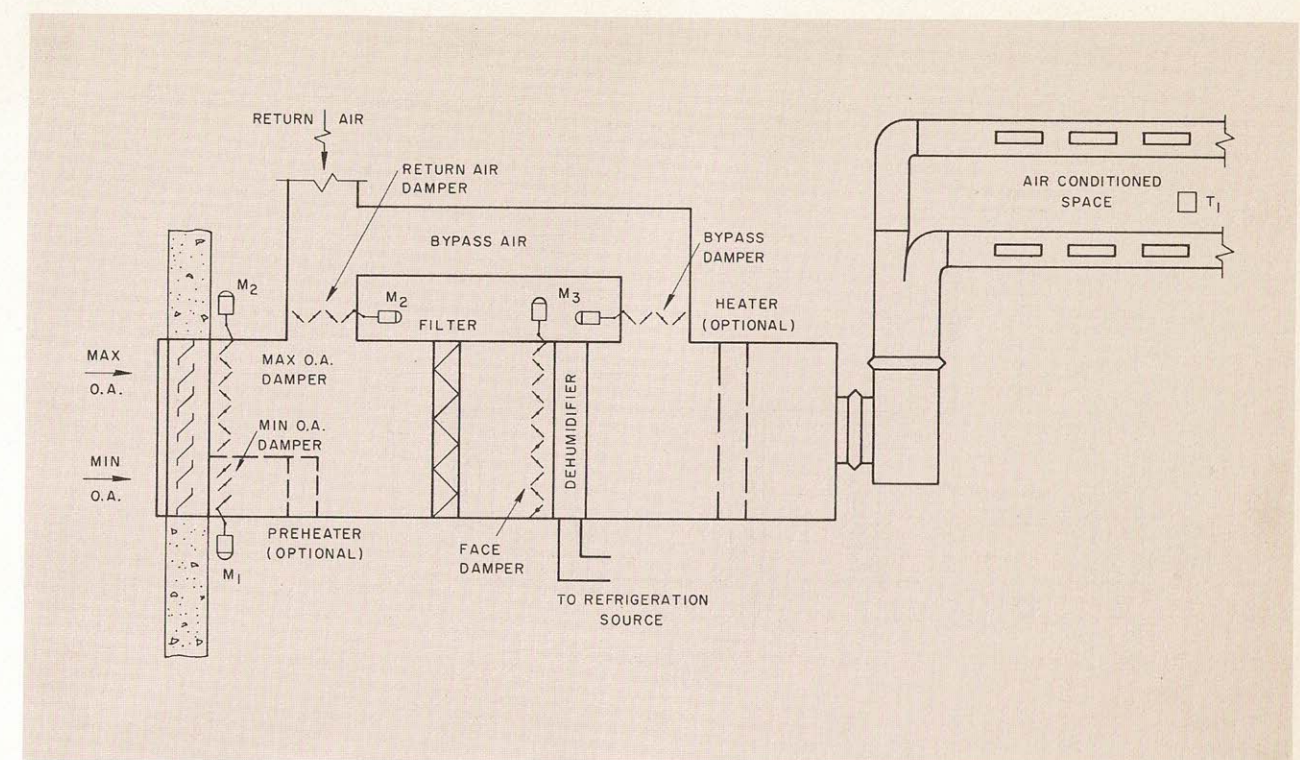 RETURN AIR
RETURN AIR
DAMPER
AIR CONDITIONED
SPACE
T1
BYPASS AIR
BYPASS
DAMPER
M2
M2
M3
HEATER
(OPTIONAL)
FILTER
MAX
O.A.
MAX O.A.
DAMPER
MIN O.A.
DAMPER
MIN
O.A.
DEHUMIDIFIER
PREHEATER
(OPTIONAL)
M1
FACE
DAMPER
TO REFRIGERATION
SOURCE